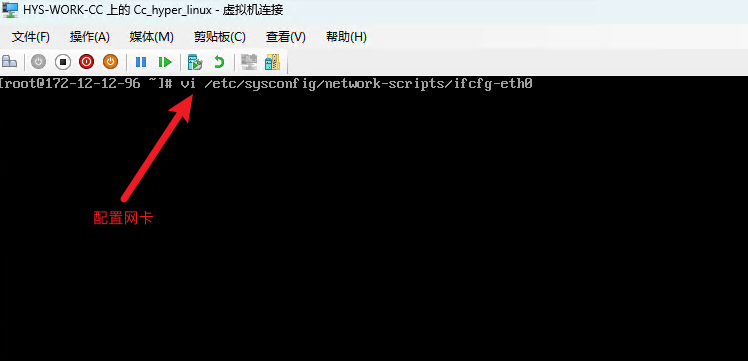 HYS-WORK-CC 上的 Cc_hyper_linux - 虚拟机连接
文件(F) 操作(A) 媒体(M) 剪贴板(C) 查看(V) 帮助(H)
[root@172-12-12-96 ~]# vi /etc/sysconfig/network-scripts/ifcfg-eth0
配置网卡